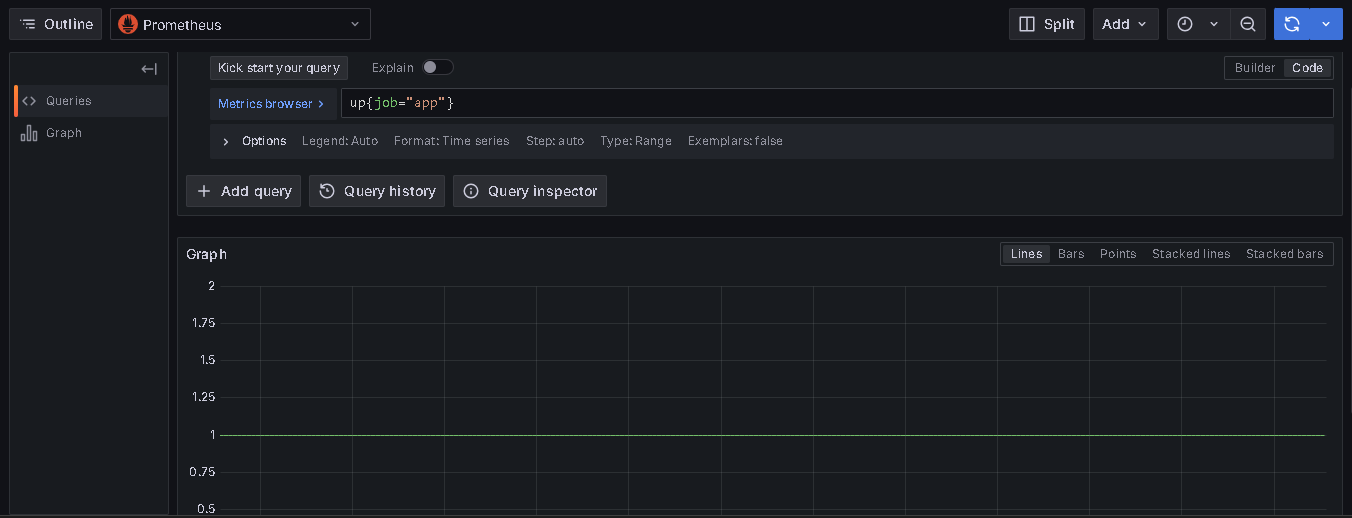 Outline Prometheus Split Add
Kick start your query Explain Builder Code
Queries
Metrics browser > up{job="app"}
Graph
> Options Legend: Auto Format: Time series Step: auto Type: Range Exemplars: false
+ Add query Query history Query inspector
Graph Lines Bars Points Stacked lines Stacked bars
2
1.75
1.5
1.25
1
0.75
0.5